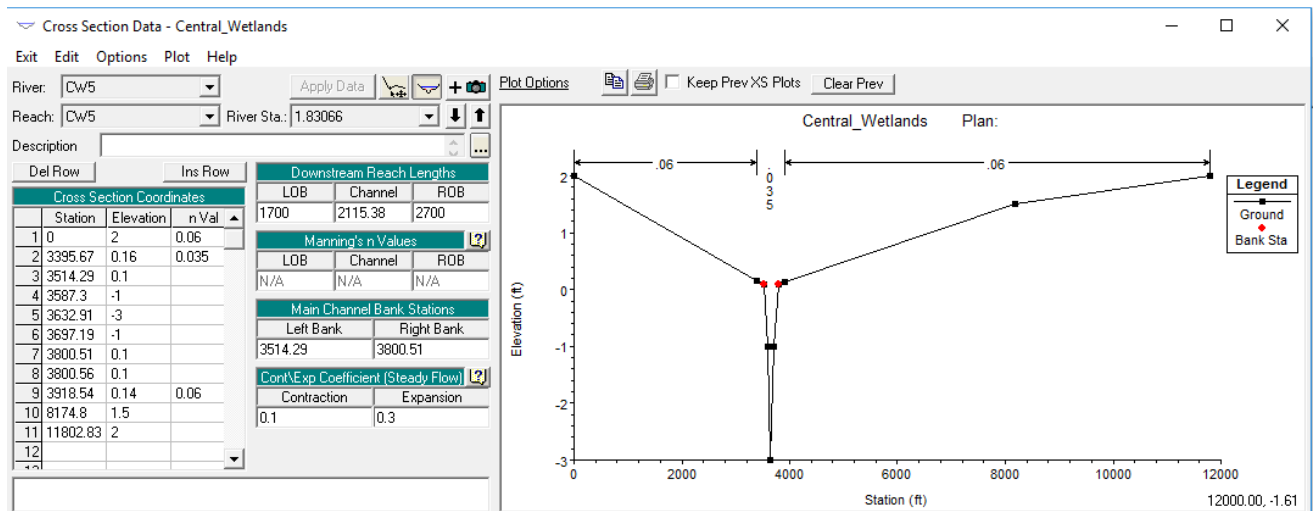 Cross Section Data - Central_Wetlands
Exit Edit Options Plot Help
River: CW5 Apply Data
Reach: CW5 River Sta.: 1.83066
Description ...
Del Row Ins Row
Cross Section Coordinates
Station Elevation n Val
1 0 2 0.06
2 3395.67 0.16 0.035
3 3514.29 0.1
4 3587.3 -1
5 3632.91 -3
6 3697.19 -1
7 3800.51 0.1
8 3800.56 0.1
9 3918.54 0.14 0.06
10 8174.8 1.5
11 11802.83 2
12
Downstream Reach Lengths
LOB Channel ROB
1700 2115.38 2700
Manning's n Values
LOB Channel ROB
N/A N/A N/A
Main Channel Bank Stations
Left Bank Right Bank
3514.29 3800.51
Cont\Exp Coefficient (Steady Flow)
Contraction Expansion
0.1 0.3
Plot Options Keep Prev XS Plots Clear Prev
Central_Wetlands Plan:
.06 .035 .06
2
1
0
-1
-2
-3
Elevation (ft)
0 2000 4000 6000 8000 10000 12000
Station (ft)
Legend
Ground
Bank Sta
12000.00, -1.61